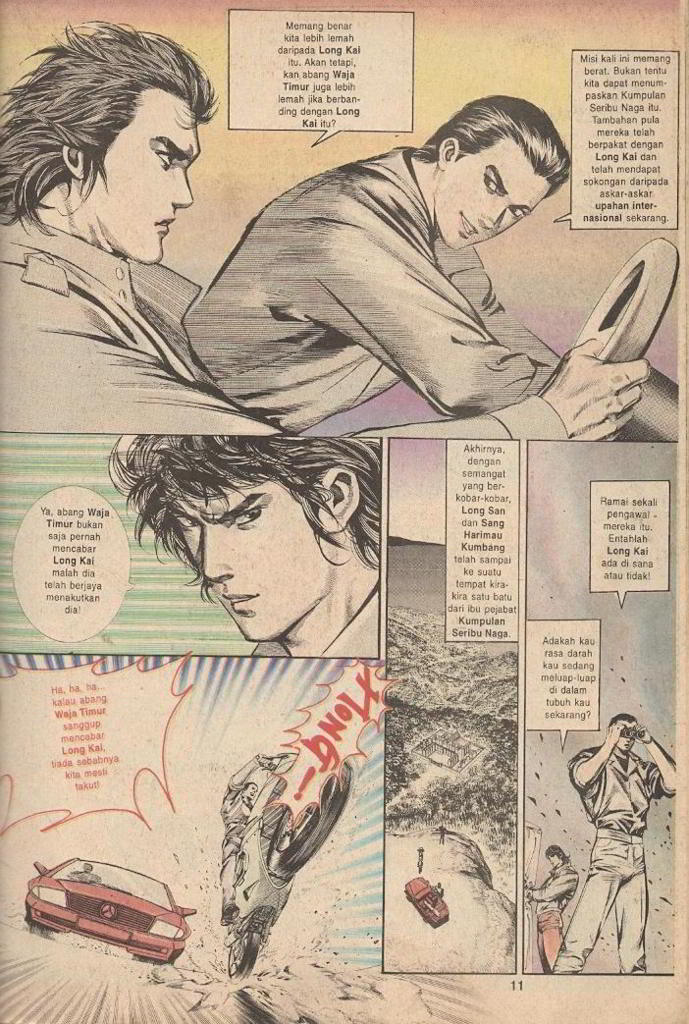 Memang benar
kita lebih lemah
daripada Long Kai
itu. Akan tetapi,
kan abang Waja
Timur juga lebih
lemah jika berban-
ding dengan Long
Kai itu?
Misi kali ini memang
berat. Bukan tentu
kita dapat menum-
paskan Kumpulan
Seribu Naga itu.
Tambahan pula
mereka telah
berpakat dengan
Long Kai dan
telah mendapat
sokongan daripada
askar-askar
upahan inter-
nasional sekarang.
Ya, abang Waja
Timur bukan
saja pernah
mencabar
Long Kai
malah dia
telah berjaya
menakutkan
dia!
Ha, ha, ha...
kalau abang
Waja Timur
sanggup
mencabar
Long Kai,
tiada sebabnya
kita mesti
takut!
XIONG—
Akhirnya,
dengan
semangat
yang ber-
kobar-kobar,
Long San
dan Sang
Harimau
Kumbang
telah sampai
ke suatu
tempat kira-
kira satu batu
dari ibu pejabat
Kumpulan
Seribu Naga.
Ramai sekali
pengawal
mereka itu.
Entahlah
Long Kai
ada di sana
atau tidak!
Adakah kau
rasa darah
kau sedang
meluap-luap
di dalam
tubuh kau
sekarang?
11